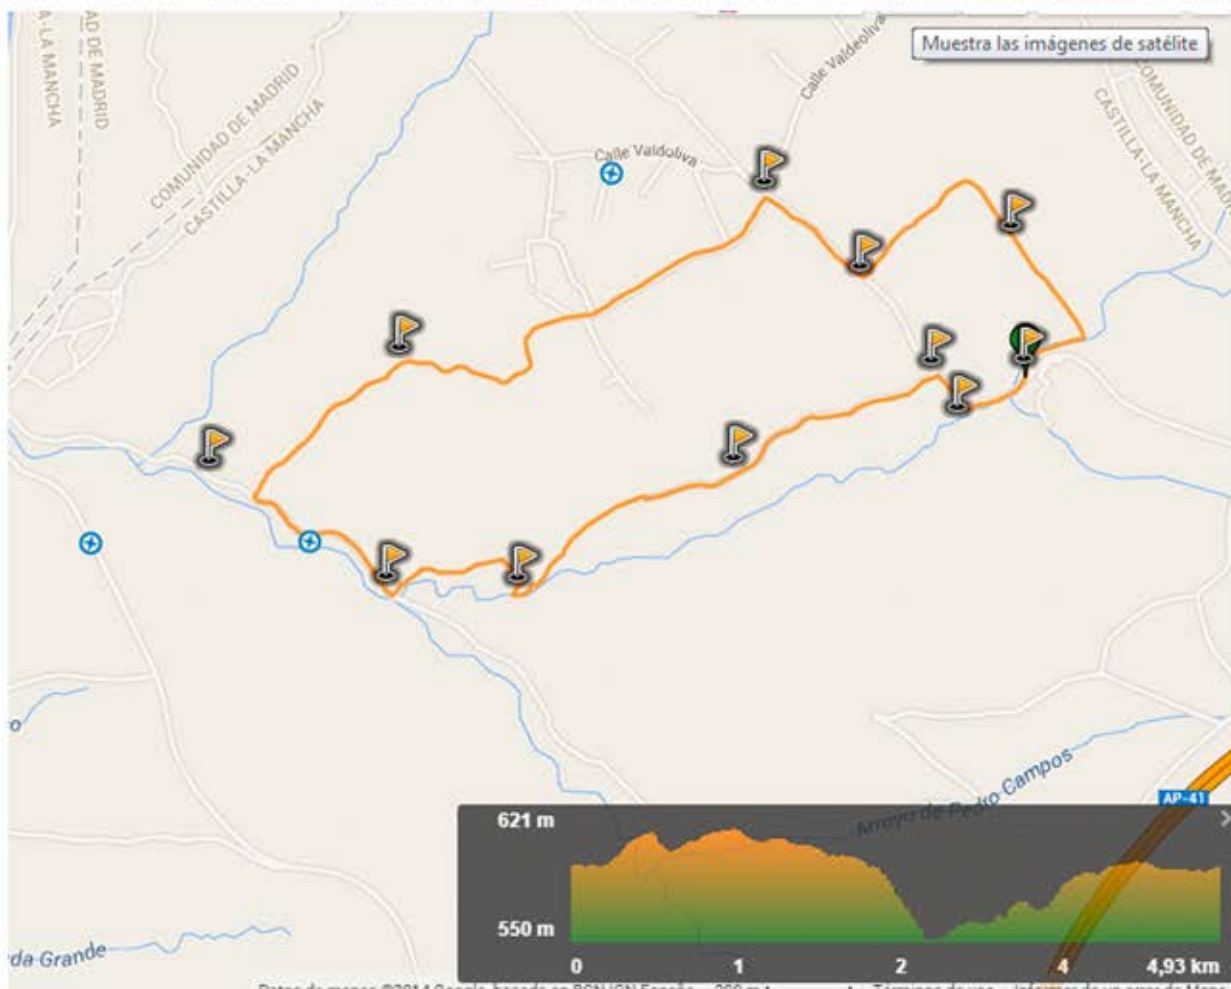 Muestra las imágenes de satélite
A-LA MANCHA
AD DE MADRID
COMUNIDAD DE MADRID
CASTILLA-LA MANCHA
Calle Valdeoliva
Calle Valdoliva
COMUNIDAD DE MADR
CASTILLA-LA MANCHA
ro
Arroyo de Pedro Campos
AP-41
621 m
550 m
0 1 2 4 4,93 km
da Grande